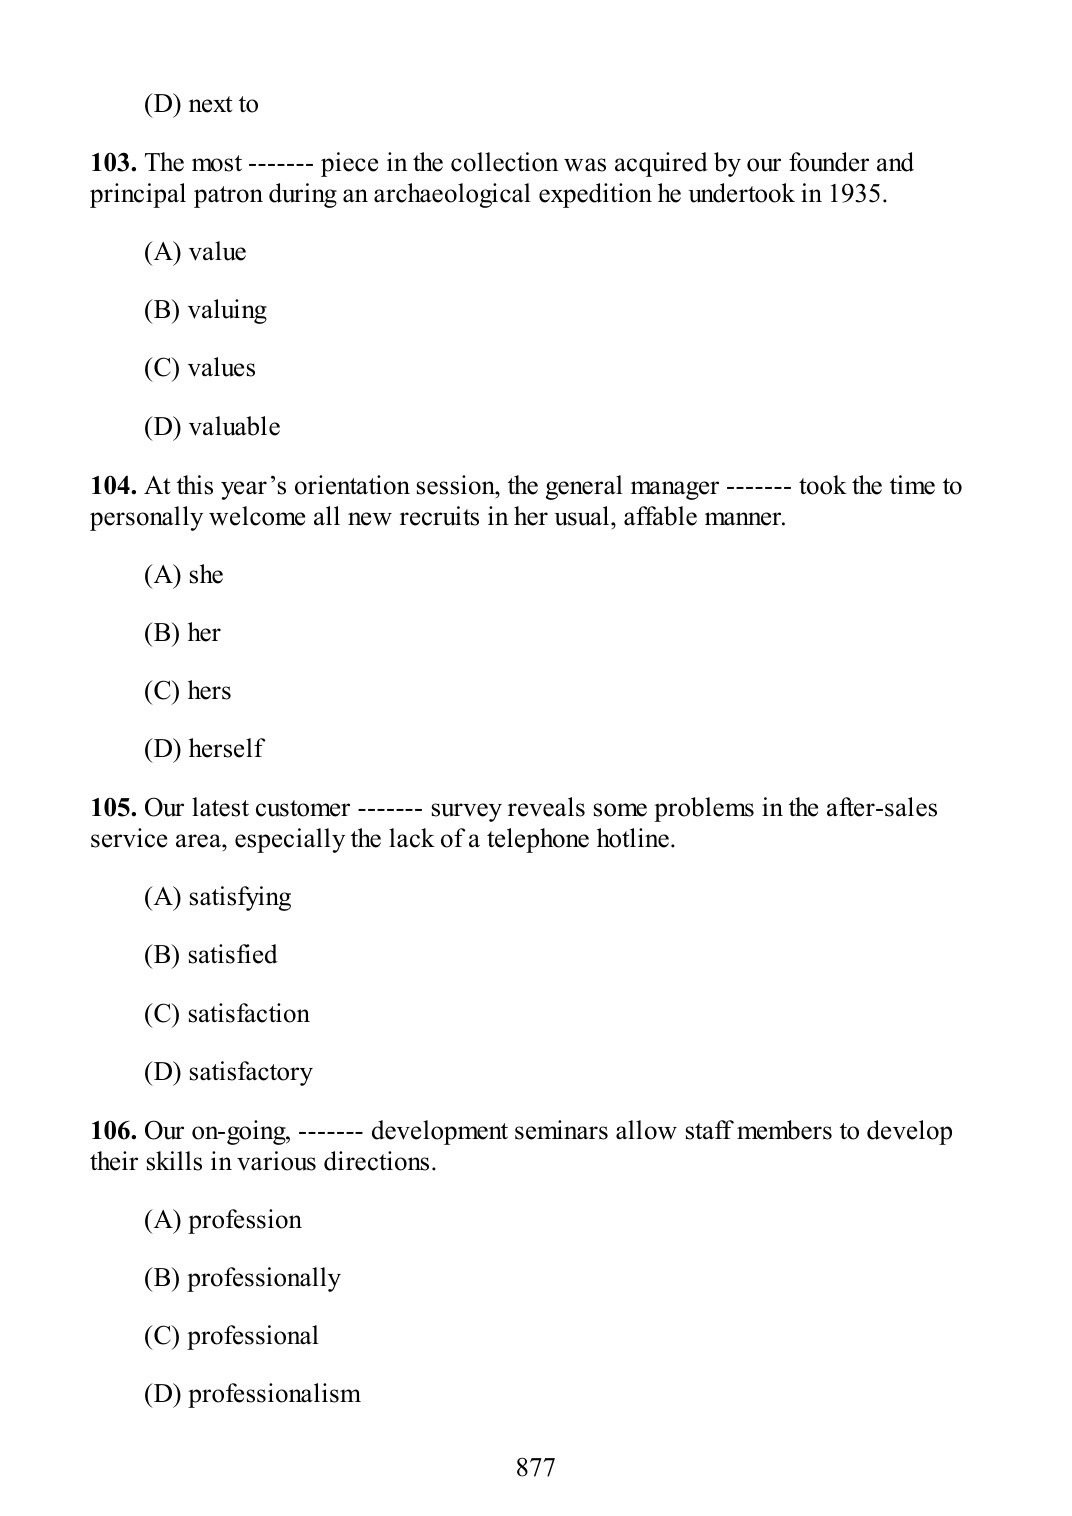 (D) next to
103. The most ------- piece in the collection was acquired by our founder and
principal patron during an archaeological expedition he undertook in 1935.
(A) value
(B) valuing
(C) values
(D) valuable
104. At this year’s orientation session, the general manager ------- took the time to
personally welcome all new recruits in her usual, affable manner.
(A) she
(B) her
(C) hers
(D) herself
105. Our latest customer ------- survey reveals some problems in the after-sales
service area, especially the lack of a telephone hotline.
(A) satisfying
(B) satisfied
(C) satisfaction
(D) satisfactory
106. Our on-going, ------- development seminars allow staff members to develop
their skills in various directions.
(A) profession
(B) professionally
(C) professional
(D) professionalism
877